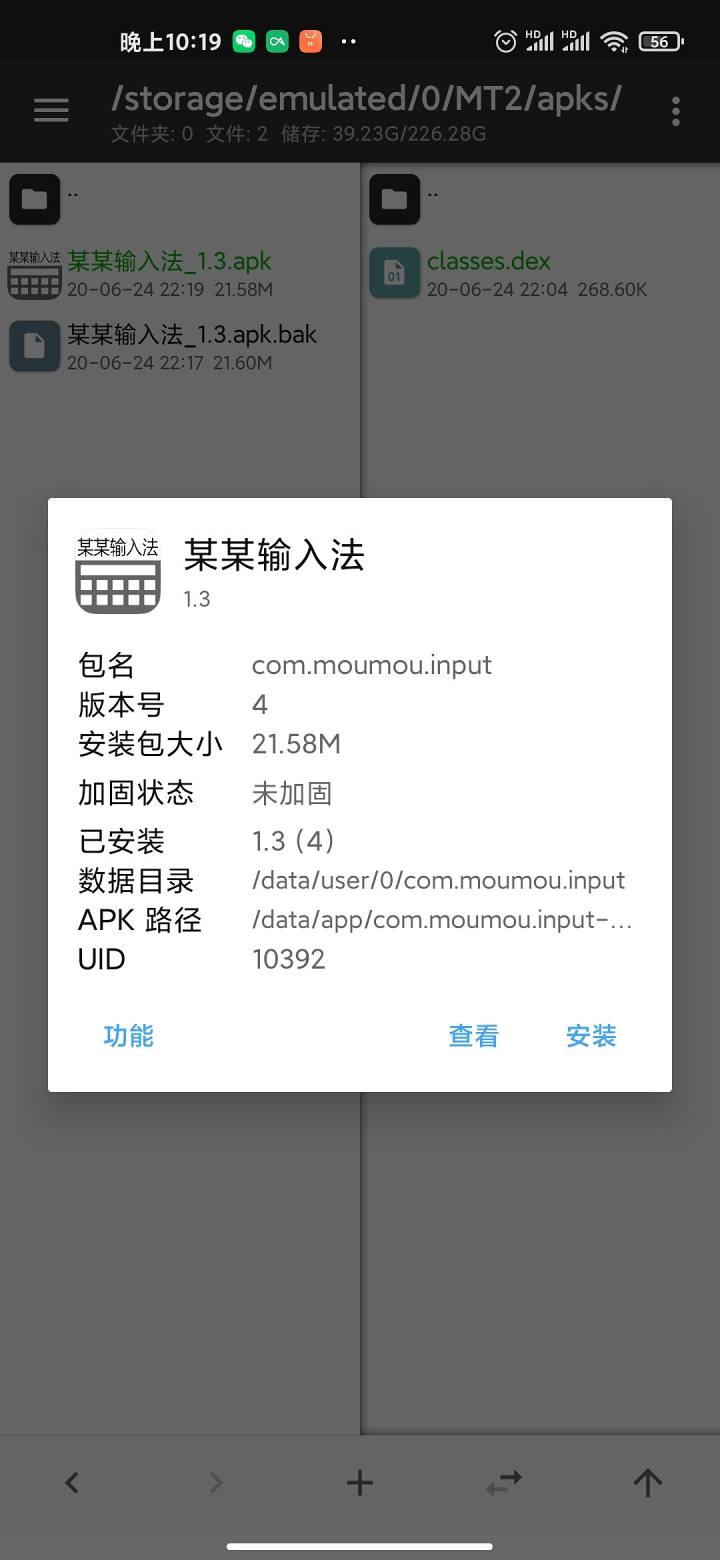 晚上10:19
HD HD 56
/storage/emulated/0/MT2/apks/
文件夹: 0 文件: 2 储存: 39.23G/226.28G
..
某某输入法
某某输入法_1.3.apk
20-06-24 22:19 21.58M
某某输入法_1.3.apk.bak
20-06-24 22:17 21.60M
..
01
classes.dex
20-06-24 22:04 268.60K
某某输入法
某某输入法
1.3
包名 com.moumou.input
版本号 4
安装包大小 21.58M
加固状态 未加固
已安装 1.3 (4)
数据目录 /data/user/0/com.moumou.input
APK 路径 /data/app/com.moumou.input-...
UID 10392
功能 查看 安装